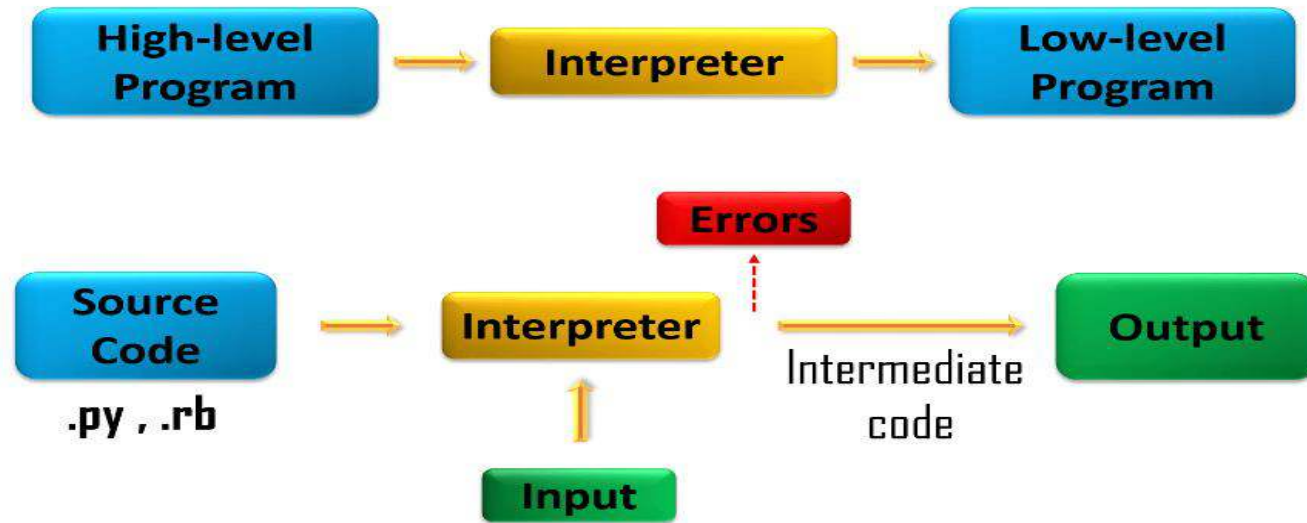 High-level
Program
Interpreter
Low-level
Program
Errors
Source
Code
Interpreter
Output
.py , .rb
Intermediate
code
Input